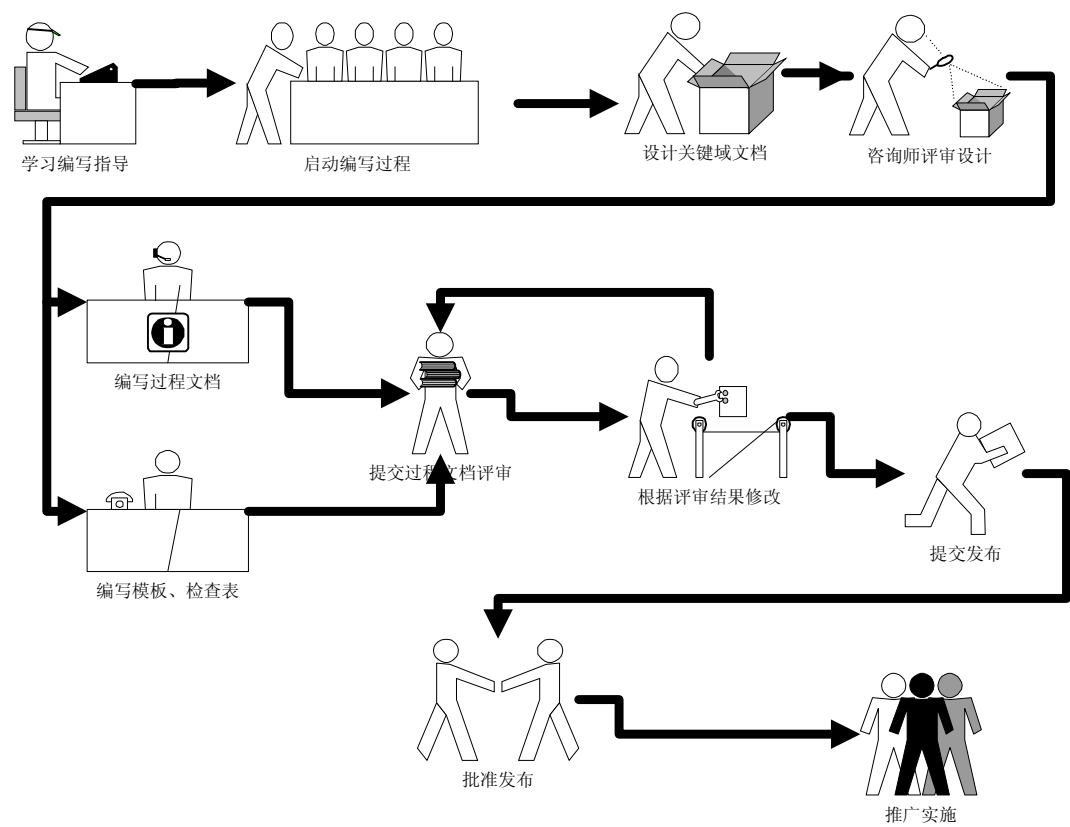 学习编写指导
启动编写过程
设计关键域文档
咨询师评审设计
编写过程文档
提交过程文档评审
根据评审结果修改
提交发布
编写模板、检查表
批准发布
推广实施